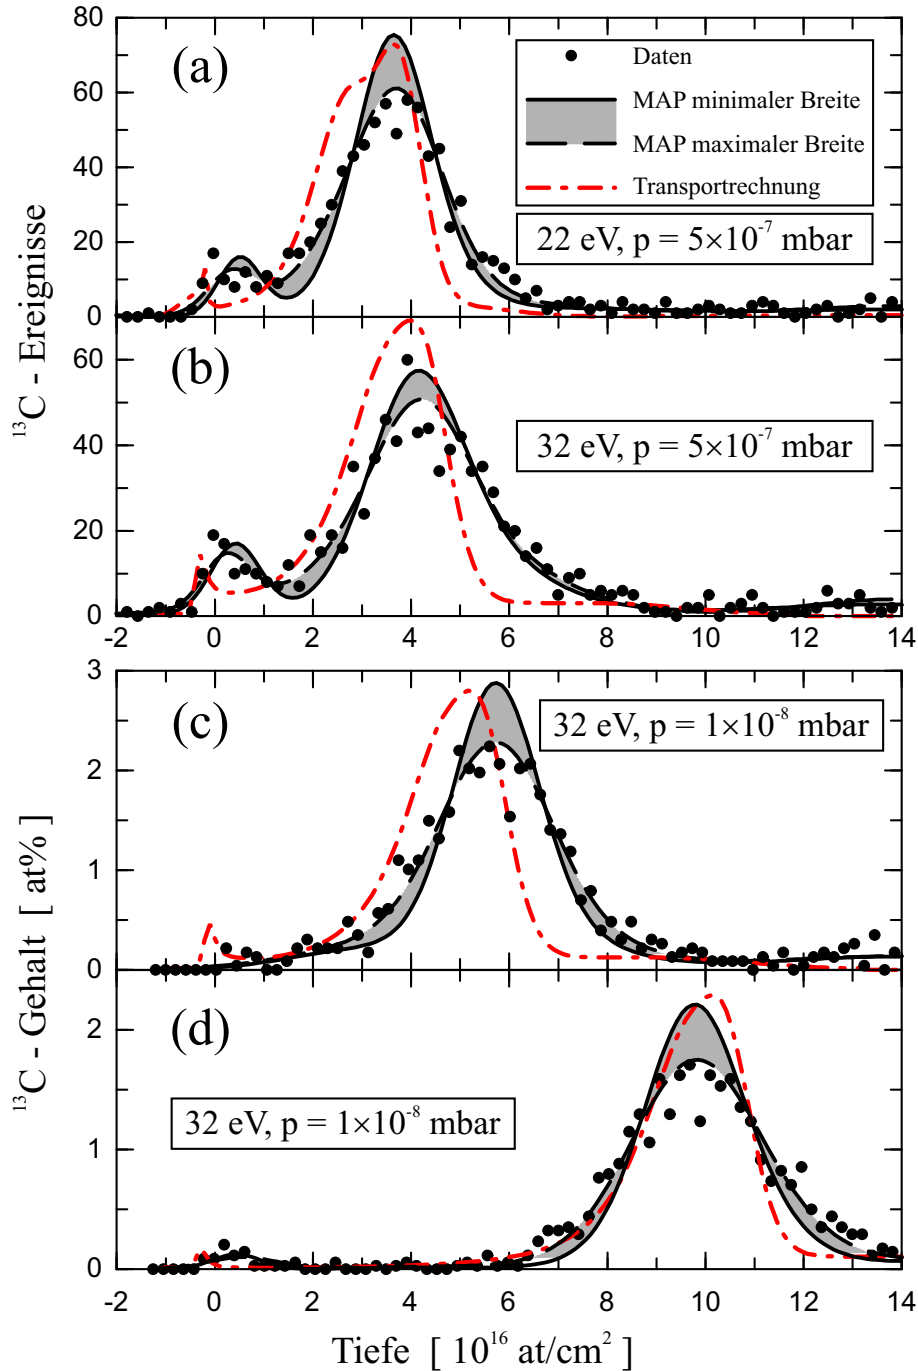 80
(a)
Daten
MAP minimaler Breite
MAP maximaler Breite
Transportrechnung
60
40
20
0
22 eV, p = 5×10⁻⁷ mbar
¹³C - Ereignisse
(b)
60
40
20
0
32 eV, p = 5×10⁻⁷ mbar
-2 0 2 4 6 8 10 12 14
3
(c)
32 eV, p = 1×10⁻⁸ mbar
2
1
0
¹³C - Gehalt [ at% ]
(d)
2
1
0
32 eV, p = 1×10⁻⁸ mbar
-2 0 2 4 6 8 10 12 14
Tiefe [ 10¹⁶ at/cm² ]